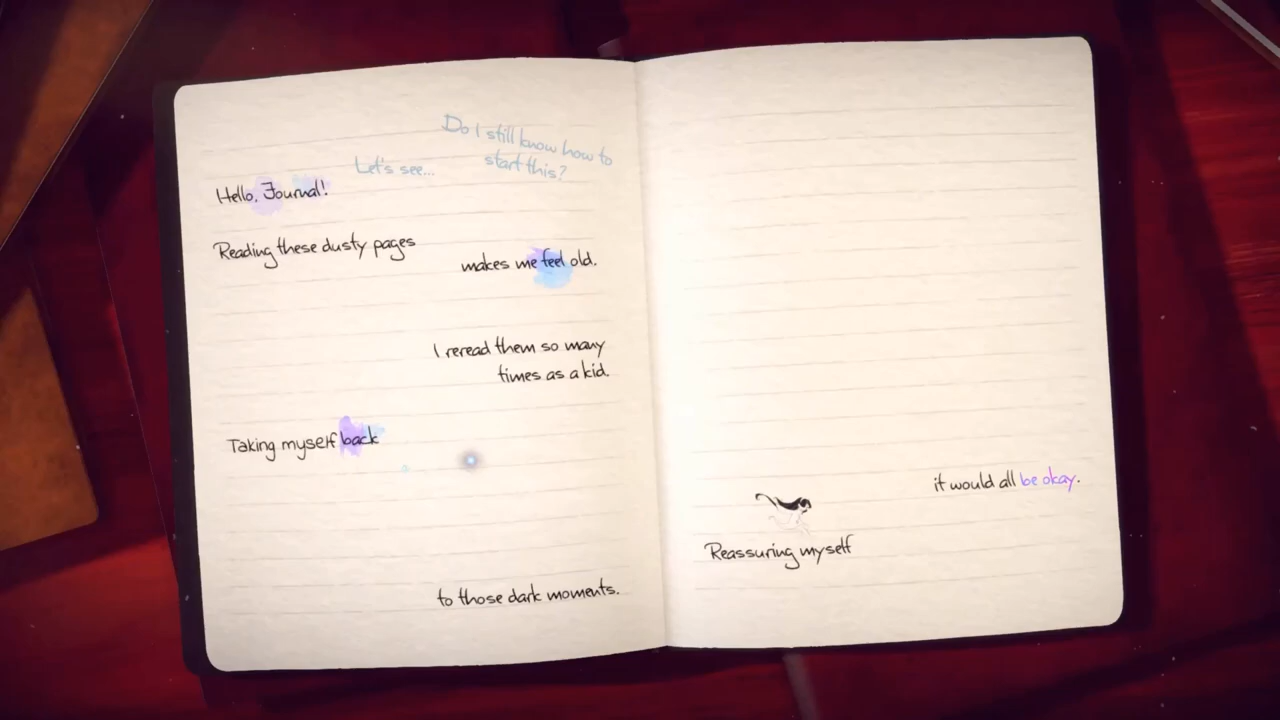 Do I still know how to
start this?
Let's see...
Hello, Journal!
Reading these dusty pages
makes me feel old.
I reread them so many
times as a kid.
Taking myself back
to those dark moments.
Reassuring myself
it would all be okay.